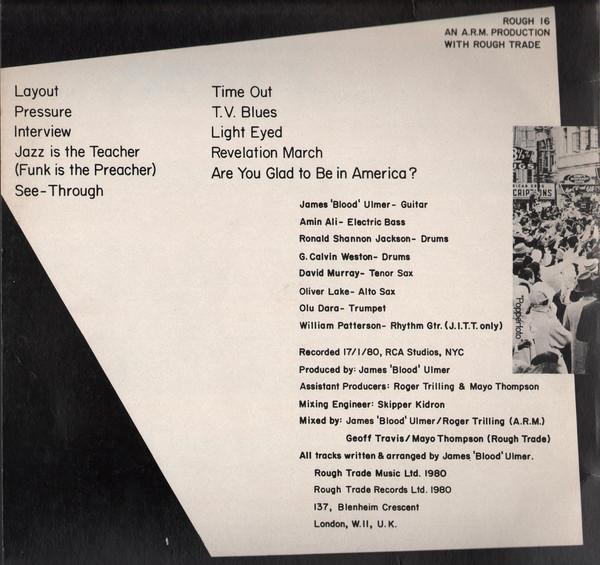 ROUGH 16
AN A.R.M. PRODUCTION
WITH ROUGH TRADE
Layout
Pressure
Interview
Jazz is the Teacher
(Funk is the Preacher)
See-Through
Time Out
T.V. Blues
Light Eyed
Revelation March
Are You Glad to Be in America?
James 'Blood' Ulmer- Guitar
Amin Ali- Electric Bass
Ronald Shannon Jackson- Drums
G. Calvin Weston- Drums
David Murray- Tenor Sax
Oliver Lake- Alto Sax
Olu Dara- Trumpet
William Patterson- Rhythm Gtr. (J.I.T.T. only)
Recorded 17/1/80, RCA Studios, NYC
Produced by: James 'Blood' Ulmer
Assistant Producers: Roger Trilling & Mayo Thompson
Mixing Engineer: Skipper Kidron
Mixed by: James 'Blood' Ulmer/Roger Trilling (A.R.M.)
Geoff Travis/Mayo Thompson (Rough Trade)
All tracks written & arranged by James 'Blood' Ulmer.
Rough Trade Music Ltd. 1980
Rough Trade Records Ltd. 1980
137, Blenheim Crescent
London, W.11, U.K.
Popperfoto